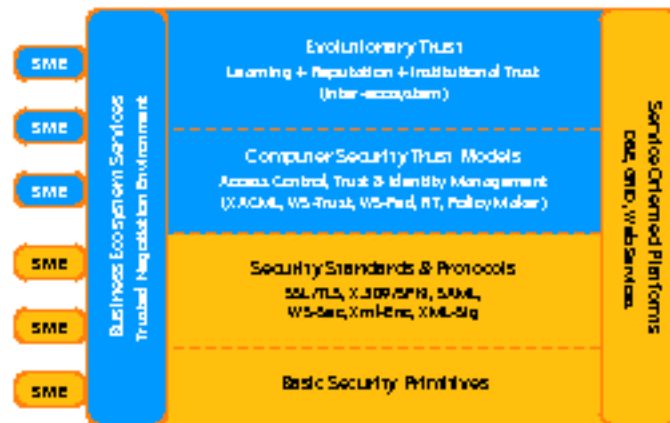 SME
SME
SME
SME
SME
SME
Business Ecosystem Services
Trusted Negotiation Environment
Evolutionary Trust
Learning + Reputation + Institutional Trust
(Inter-ecosystem)
Computer Security Trust Models
Access Control, Trust & Identity Management
(XACML, WS-Trust, WS-Fed, RT, PolicyMaker)
Security Standards & Protocols
SSL/TLS, X.509/SPKI, SAML,
WS-Sec, Xml-Enc, XML-Sig
Basic Security Primitives
Service Oriented Platforms
DBE, GRID, Web Services